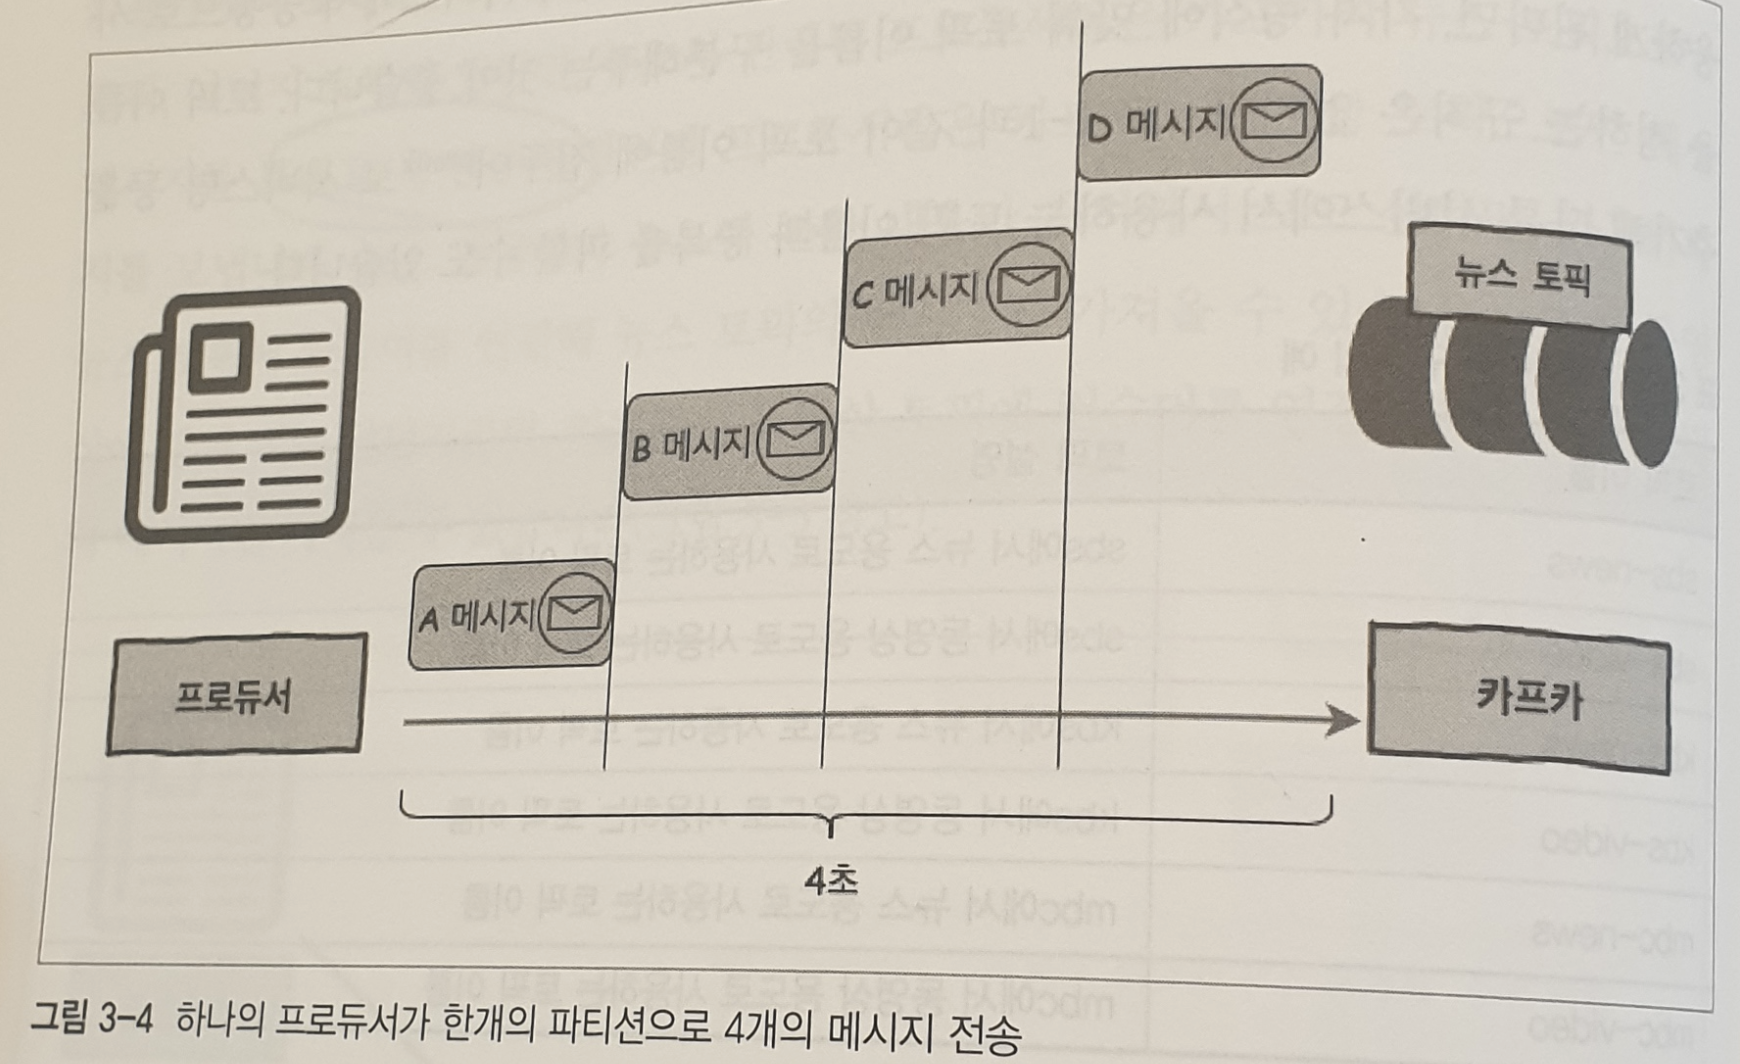 D 메시지
C 메시지
뉴스 토픽
B 메시지
A 메시지
프로듀서
카프카
4초
그림 3-4 하나의 프로듀서가 한개의 파티션으로 4개의 메시지 전송